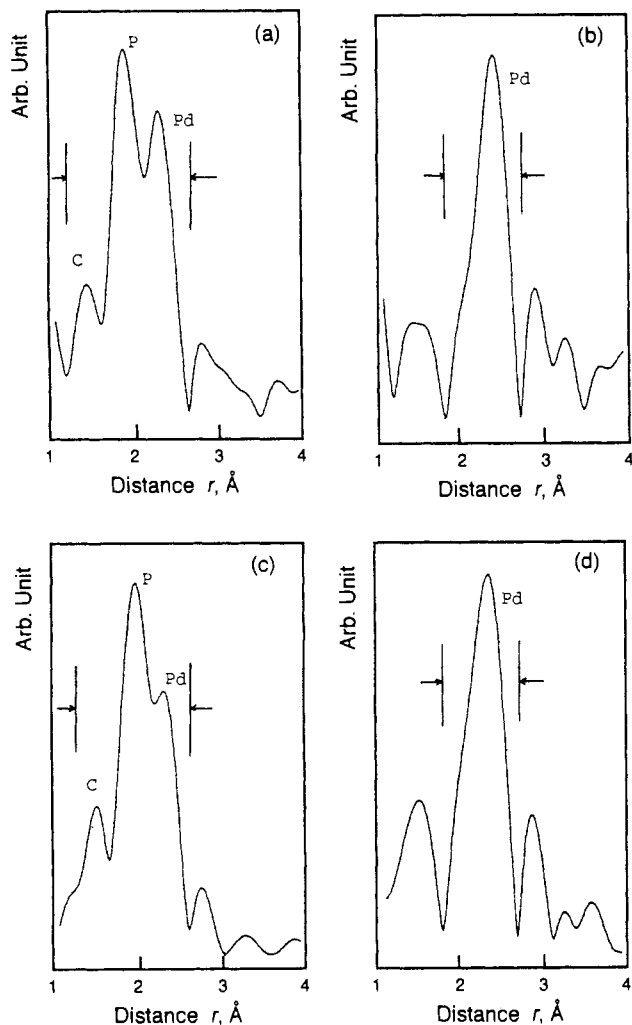 Arb. Unit
P
(a)
Pd
C
1 2 3 4
Distance r, Å
Arb. Unit
(b)
Pd
1 2 3 4
Distance r, Å
Arb. Unit
P
(c)
Pd
C
1 2 3 4
Distance r, Å
Arb. Unit
(d)
Pd
1 2 3 4
Distance r, Å